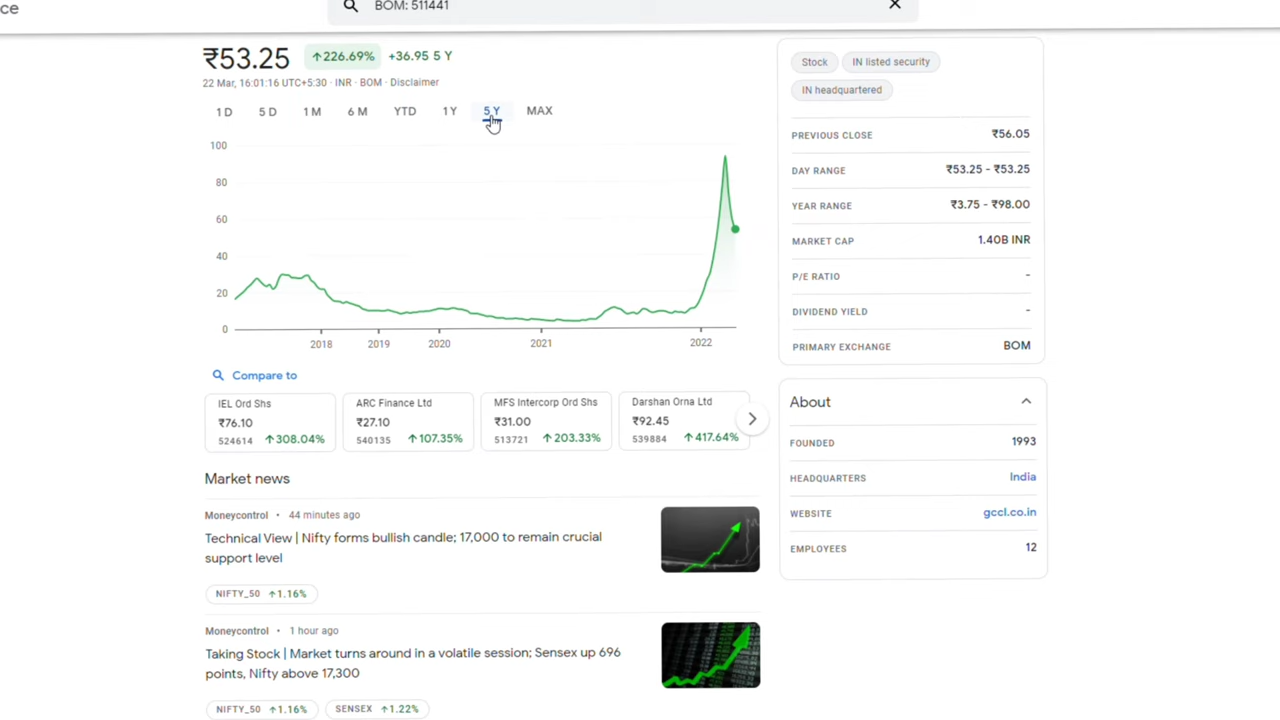 ce
BOM: 511441
₹53.25
↑226.69%
+36.95 5 Y
22 Mar, 16:01:16 UTC+5:30 · INR · BOM · Disclaimer
1 D
5 D
1 M
6 M
YTD
1 Y
5 Y
MAX
100
80
60
40
20
0
2018
2019
2020
2021
2022
Compare to
IEL Ord Shs
₹76.10
524614 ↑308.04%
ARC Finance Ltd
₹27.10
540135 ↑107.35%
MFS Intercorp Ord Shs
₹31.00
513721 ↑203.33%
Darshan Orna Ltd
₹92.45
539884 ↑417.64%
Market news
Moneycontrol • 44 minutes ago
Technical View | Nifty forms bullish candle; 17,000 to remain crucial
support level
NIFTY_50 ↑1.16%
Moneycontrol • 1 hour ago
Taking Stock | Market turns around in a volatile session; Sensex up 696
points, Nifty above 17,300
NIFTY_50 ↑1.16%
SENSEX ↑1.22%
Stock
IN listed security
IN headquartered
PREVIOUS CLOSE ₹56.05
DAY RANGE ₹53.25 - ₹53.25
YEAR RANGE ₹3.75 - ₹98.00
MARKET CAP 1.40B INR
P/E RATIO -
DIVIDEND YIELD -
PRIMARY EXCHANGE BOM
About
FOUNDED 1993
HEADQUARTERS India
WEBSITE gccl.co.in
EMPLOYEES 12